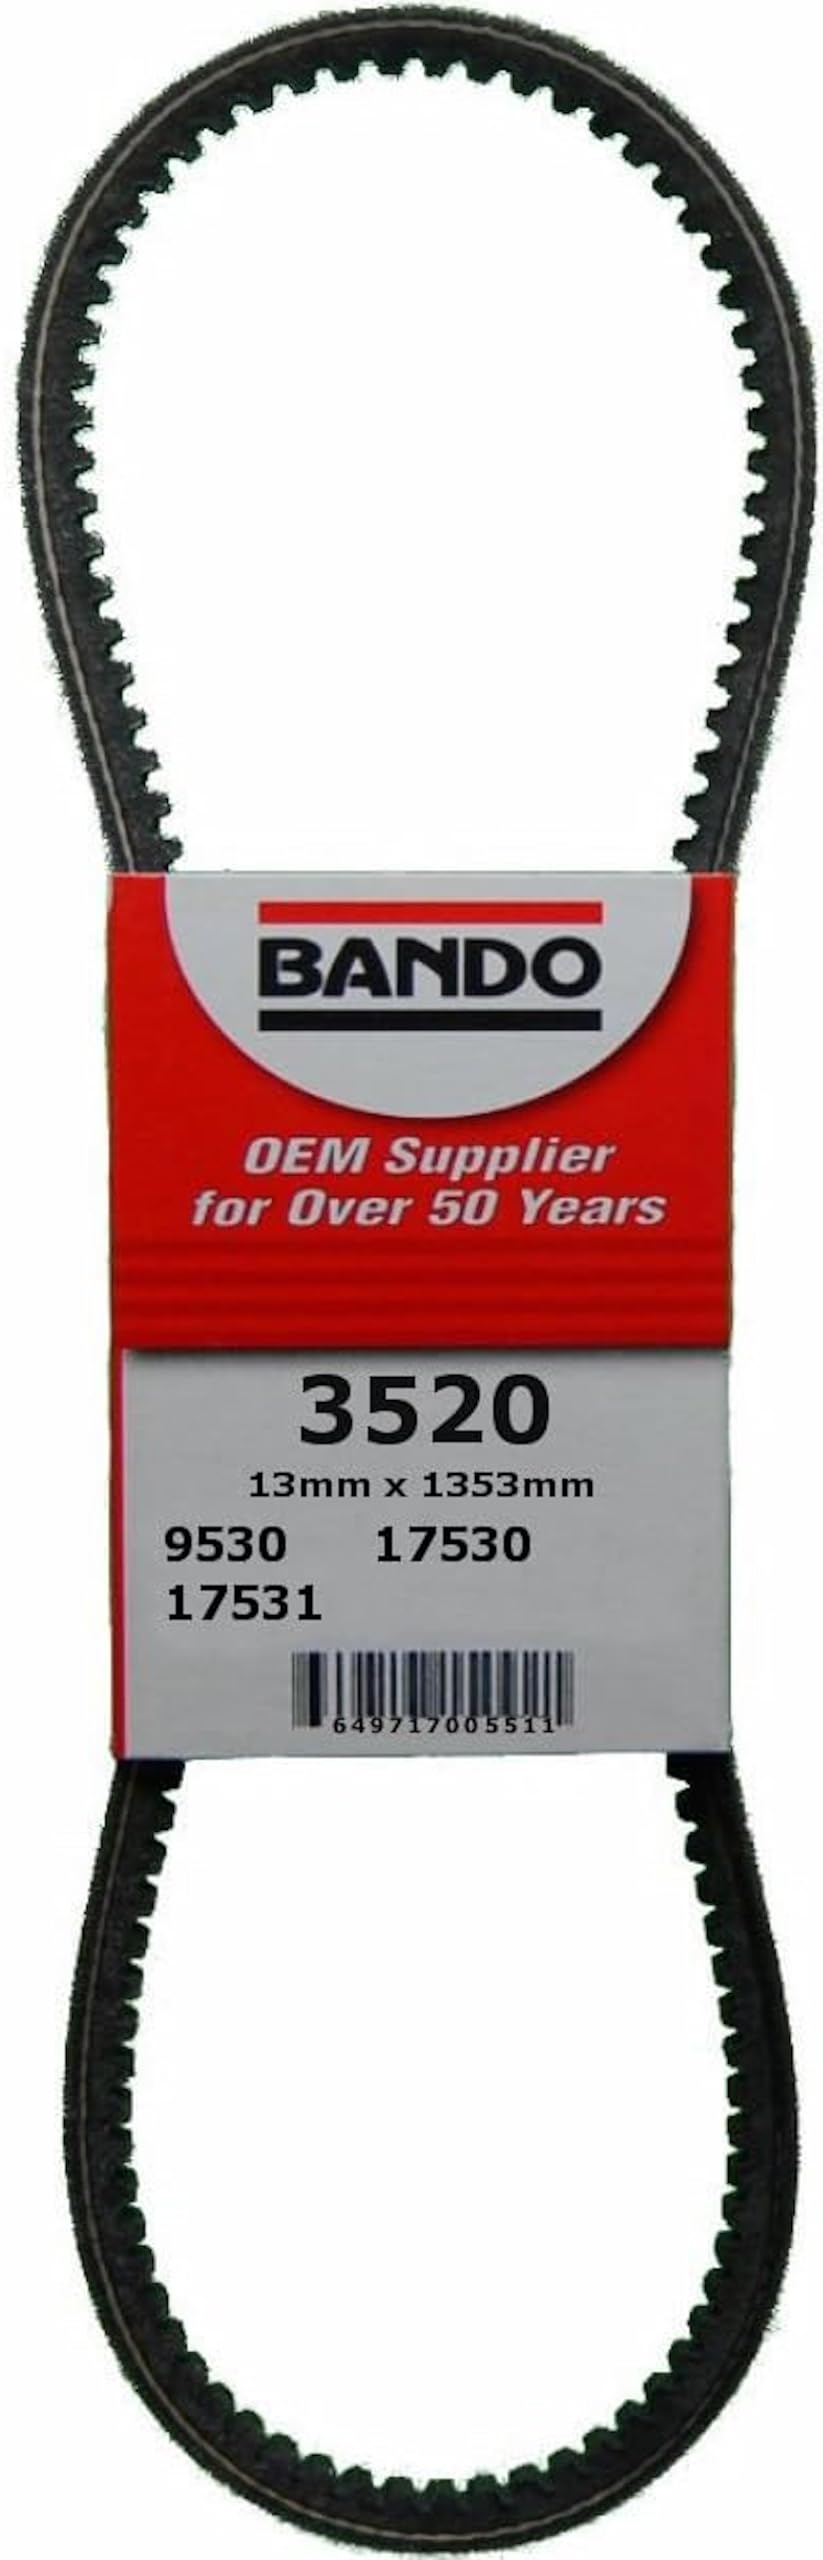 BANDO
OEM Supplier
for Over 50 Years
3520
13mm x 1353mm
9530 17530
17531
649717005511